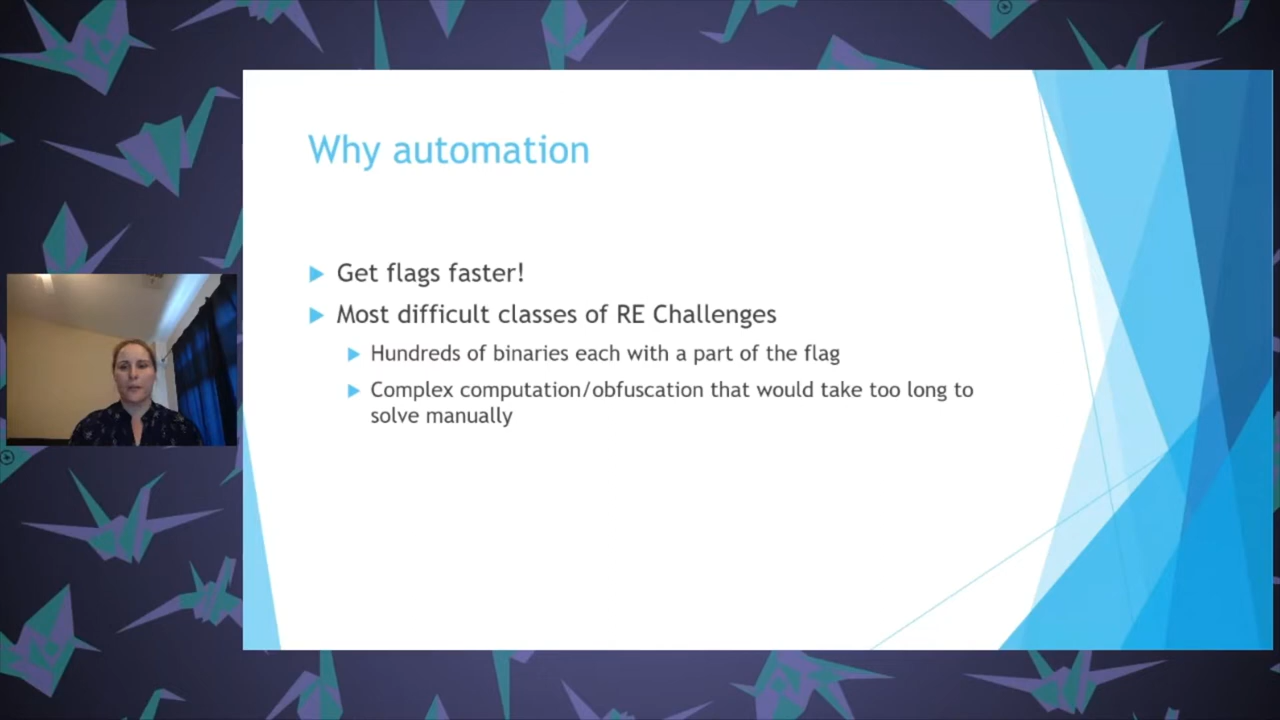 Why automation
Get flags faster!
Most difficult classes of RE Challenges
Hundreds of binaries each with a part of the flag
Complex computation/obfuscation that would take too long to
solve manually